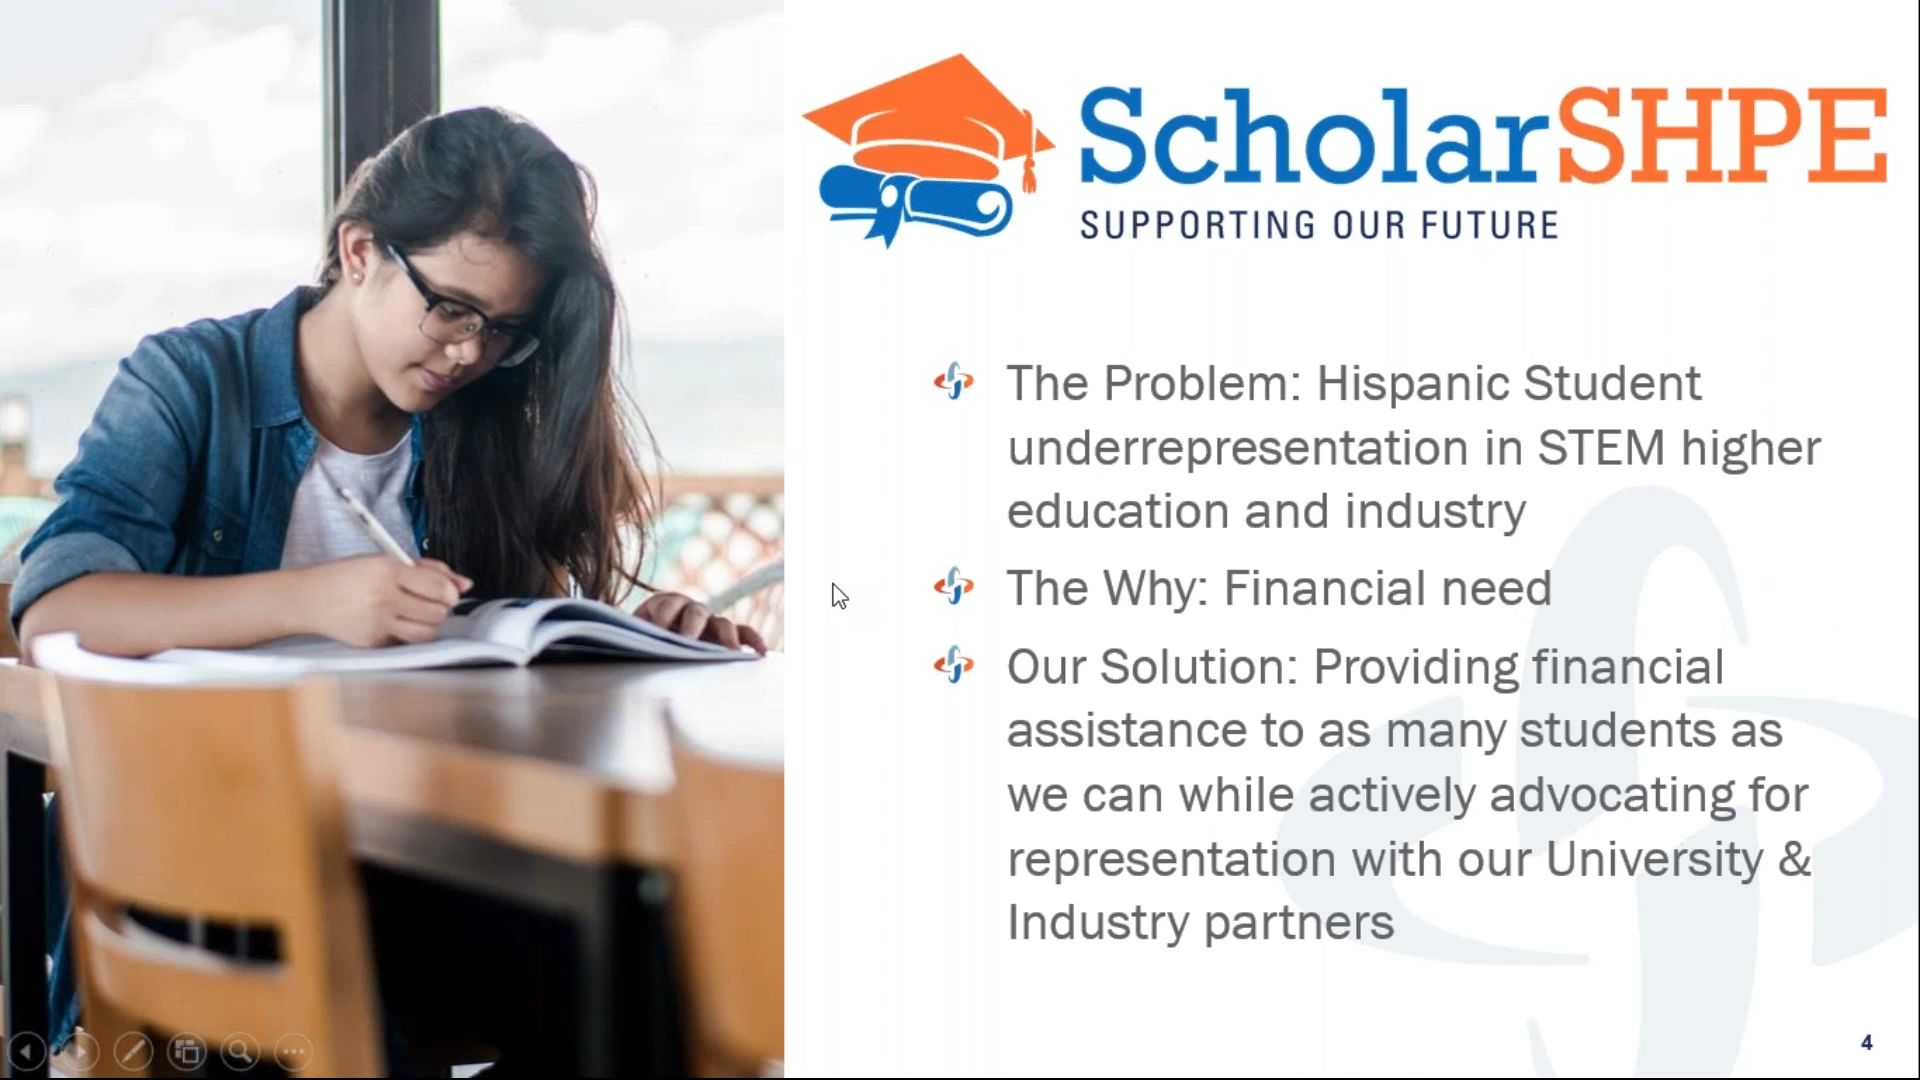 ScholarSHPE
SUPPORTING OUR FUTURE
The Problem: Hispanic Student
underrepresentation in STEM higher
education and industry
The Why: Financial need
Our Solution: Providing financial
assistance to as many students as
we can while actively advocating for
representation with our University &
Industry partners
4